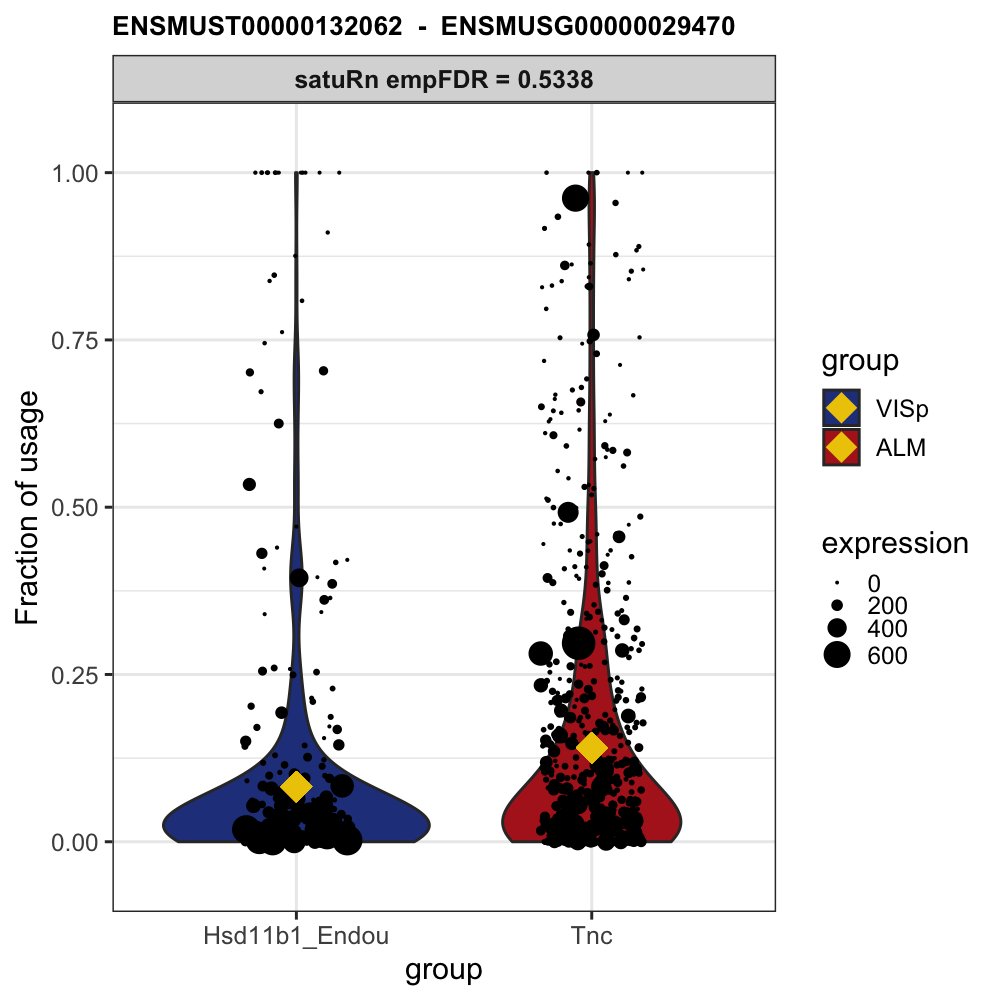 ENSMUST00000132062 - ENSMUSG00000029470
satuRn empFDR = 0.5338
Fraction of usage
1.00
0.75
0.50
0.25
0.00
Hsd11b1_Endou
Tnc
group
group
VISp
ALM
expression
0
200
400
600